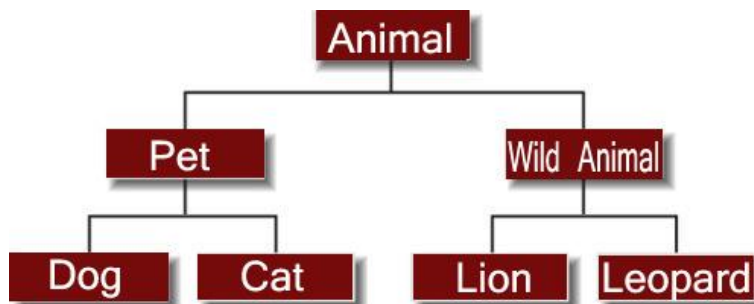 Animal
Pet
Wild Animal
Dog
Cat
Lion
Leopard